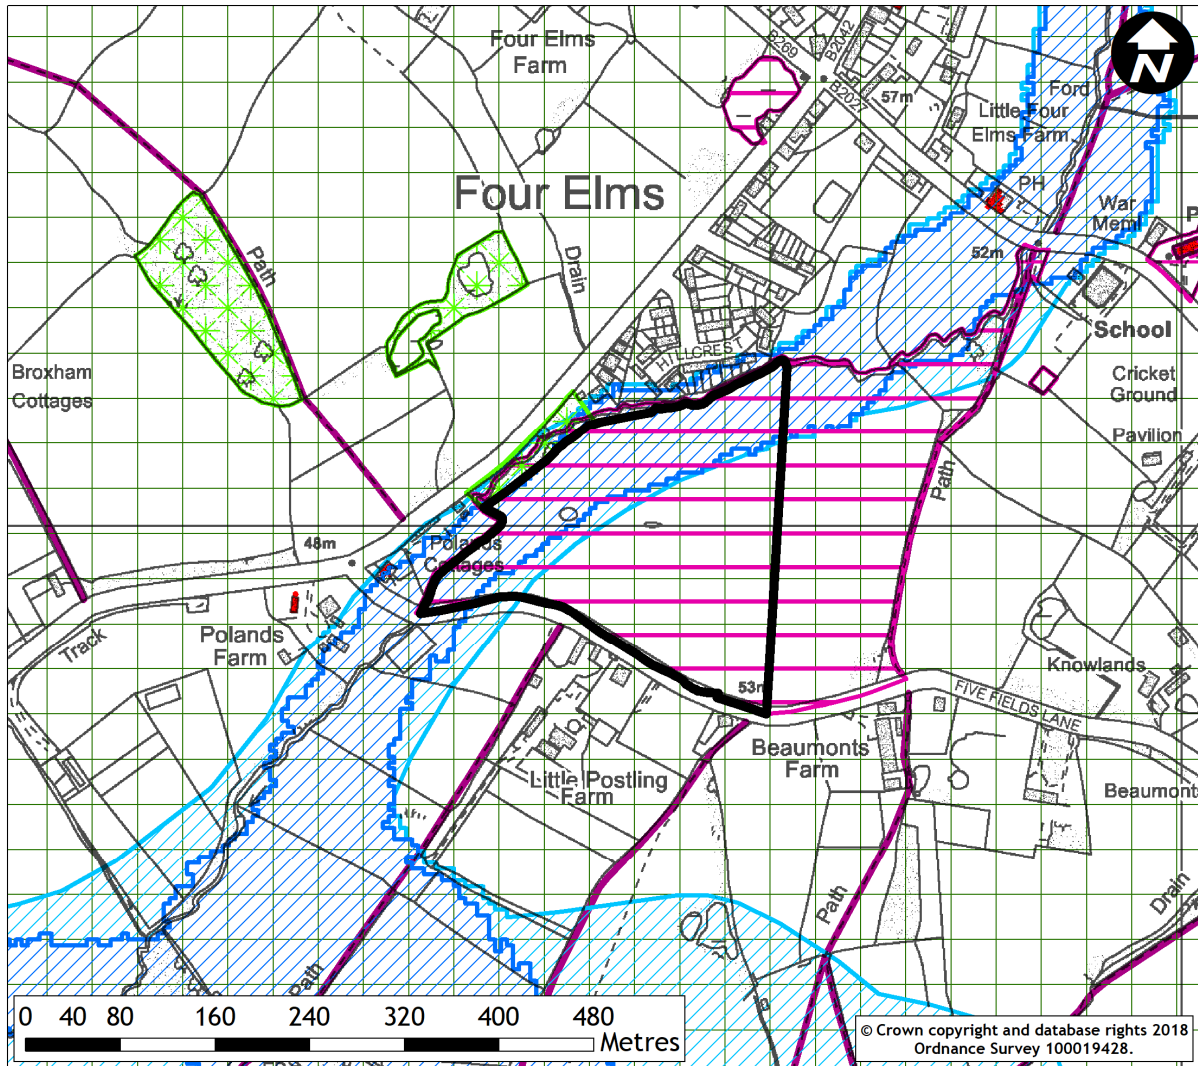 Four Elms
Farm
B269
B2042
B2027
57m
Ford
Little Four
Elms Farm
N
PH
War
Meml
P
Four Elms
Path
Drain
52m
School
HILLCREST
Broxham
Cottages
Cricket
Ground
Pavilion
Path
48m
Polands
Cottages
Polands
Farm
Track
Knowlands
53m
FIVE FIELDS LANE
Beaumonts
Farm
Little Postling
Farm
Beaumonts
Path
Drain
Path
0 40 80 160 240 320 400 480
Metres
© Crown copyright and database rights 2018
Ordnance Survey 100019428.